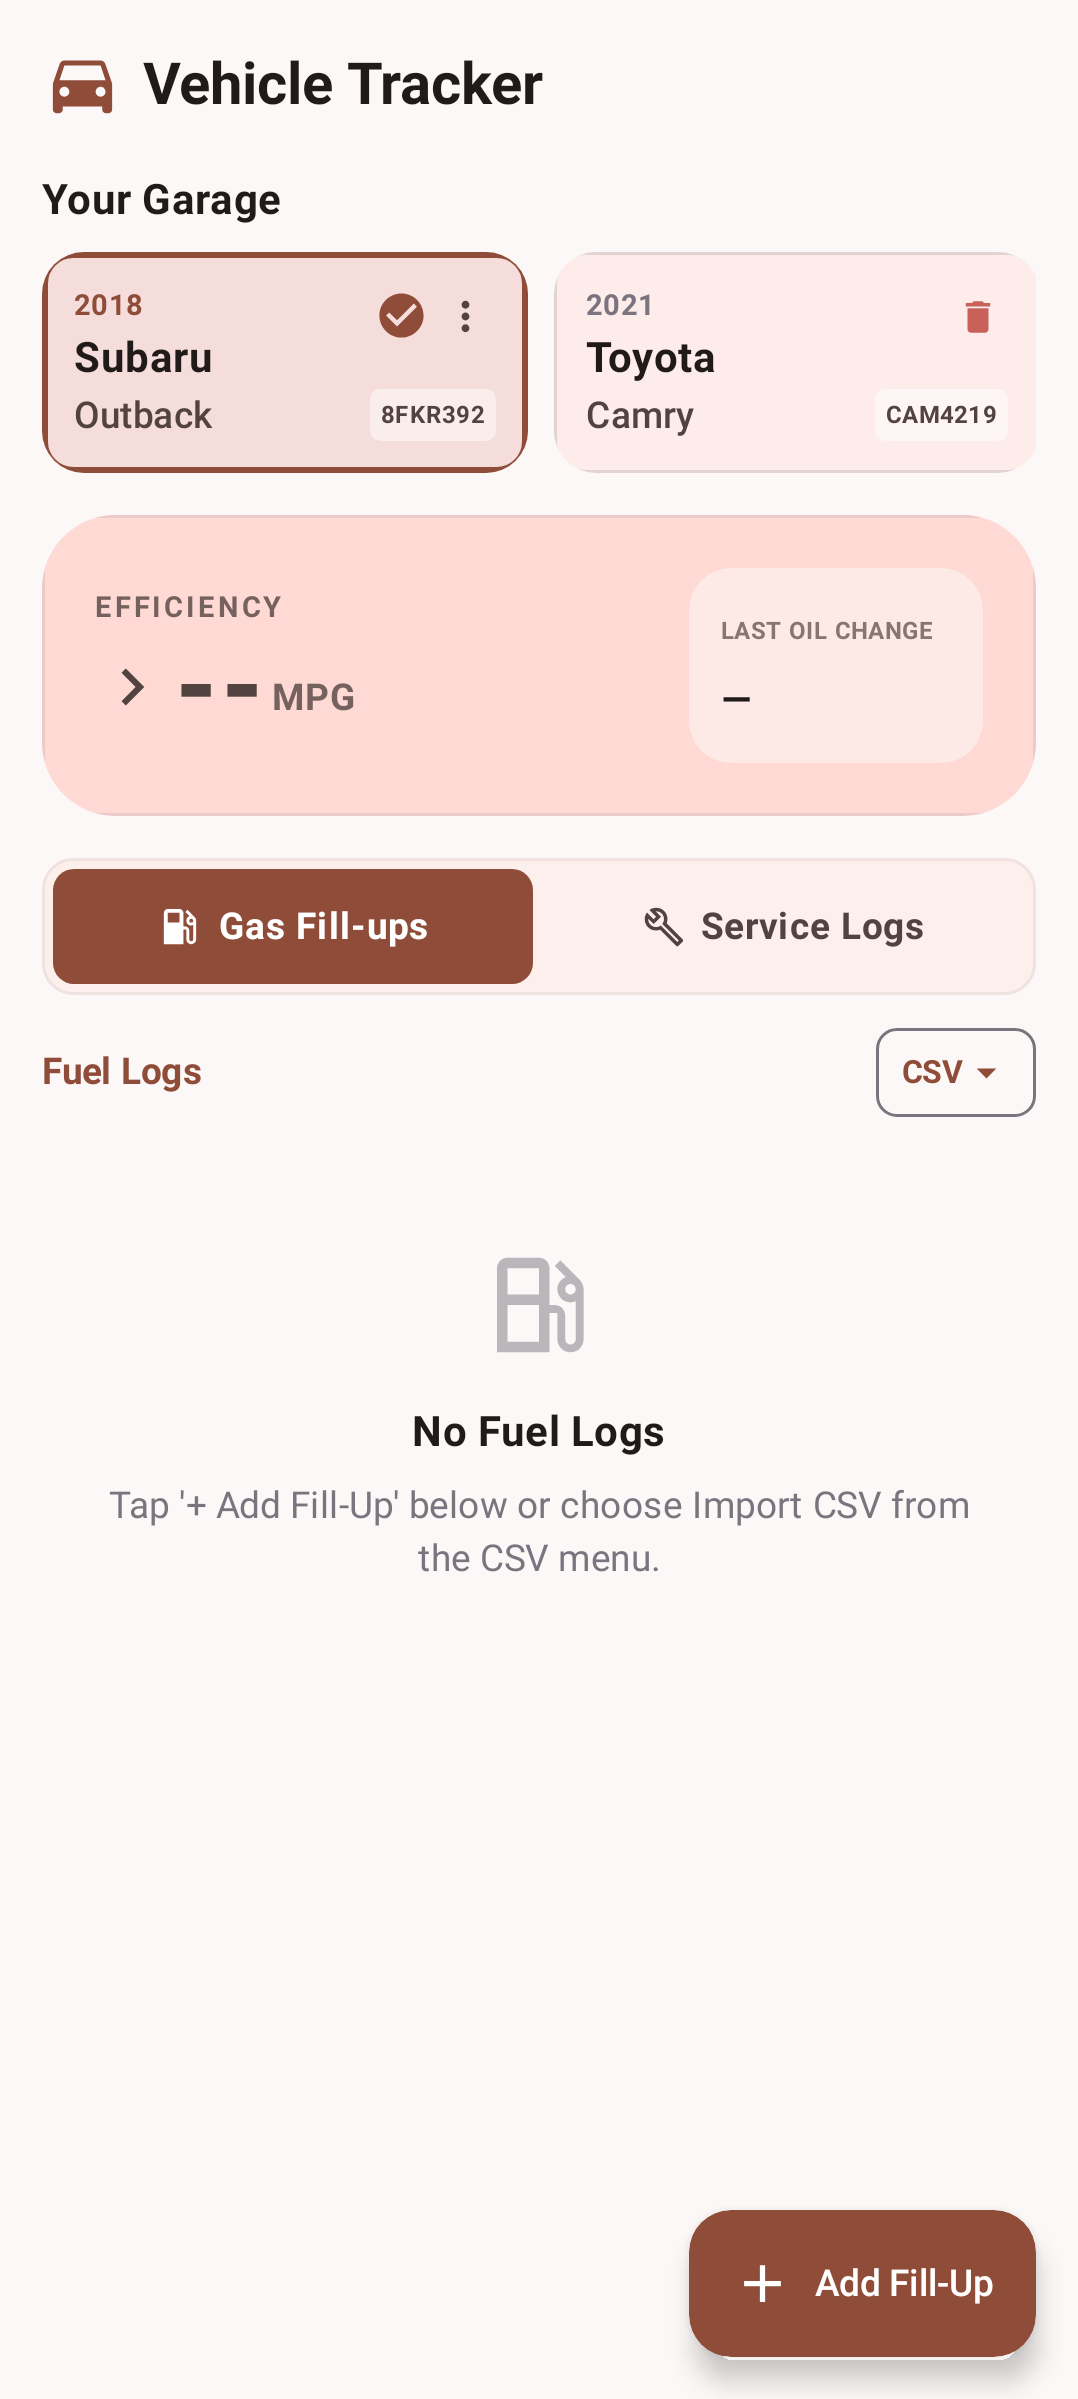 Vehicle Tracker
Your Garage
2018
Subaru
Outback
8FKR392
2021
Toyota
Camry
CAM4219
EFFICIENCY
-- MPG
LAST OIL CHANGE
–
Gas Fill-ups
Service Logs
Fuel Logs
CSV
No Fuel Logs
Tap '+ Add Fill-Up' below or choose Import CSV from
the CSV menu.
Add Fill-Up